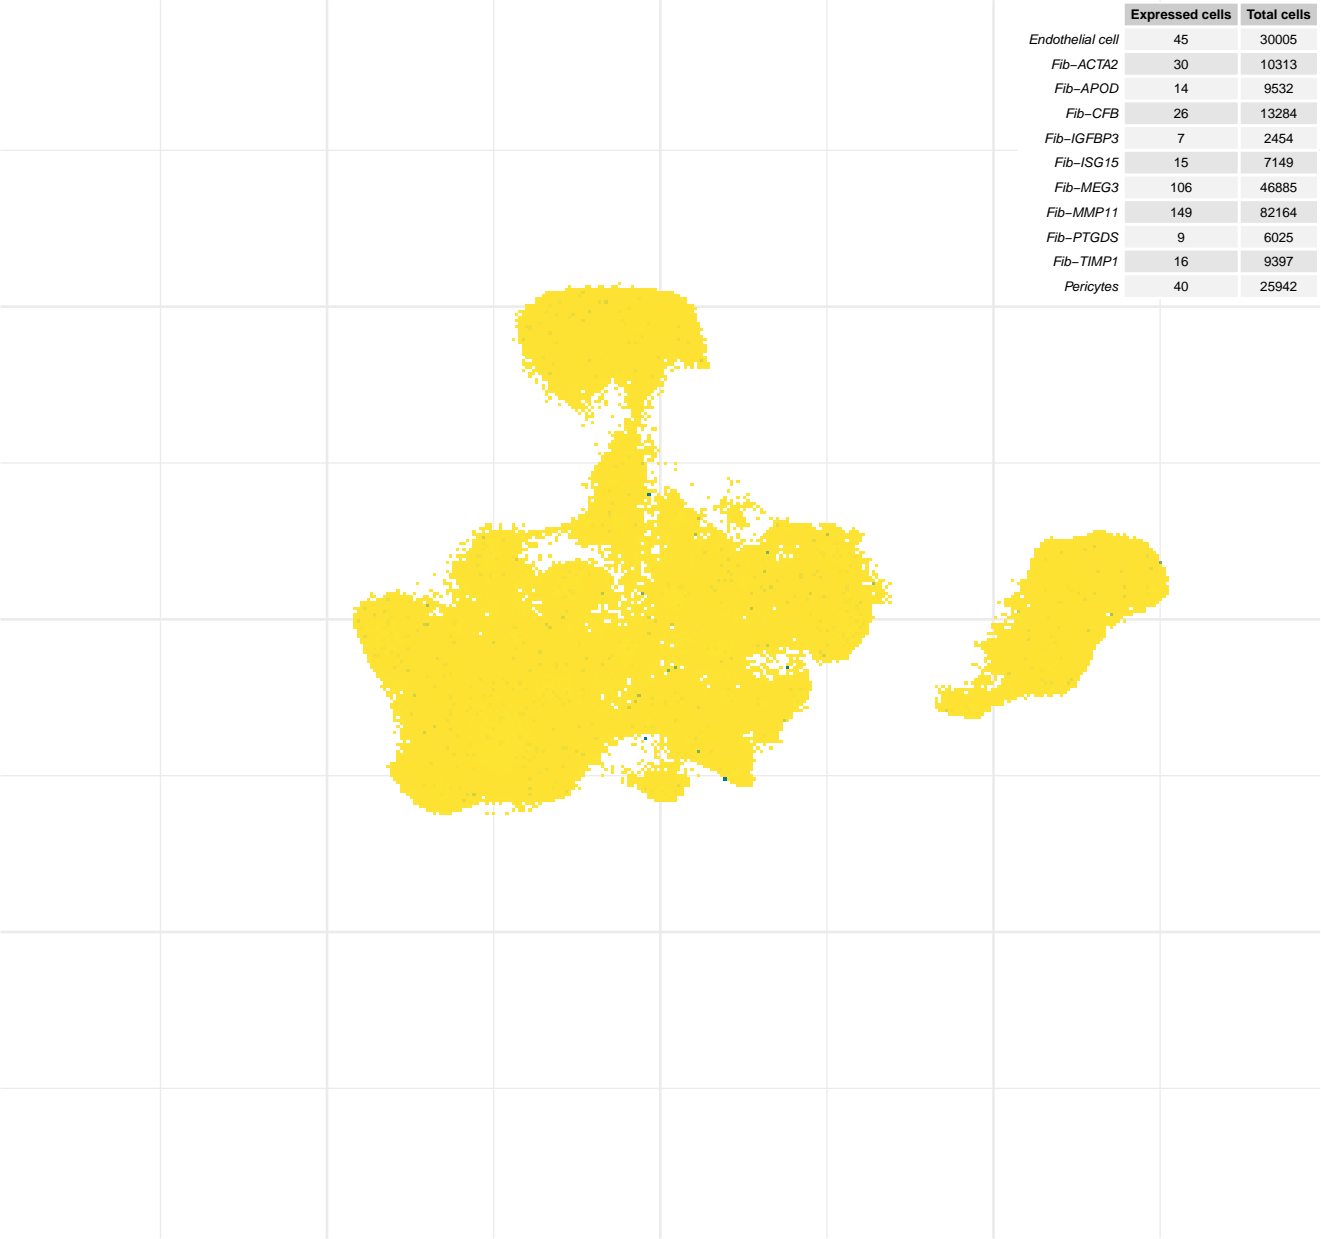 Expressed cells Total cells
Endothelial cell 45 30005
Fib−ACTA2 30 10313
Fib−APOD 14 9532
Fib−CFB 26 13284
Fib−IGFBP3 7 2454
Fib−ISG15 15 7149
Fib−MEG3 106 46885
Fib−MMP11 149 82164
Fib−PTGDS 9 6025
Fib−TIMP1 16 9397
Pericytes 40 25942